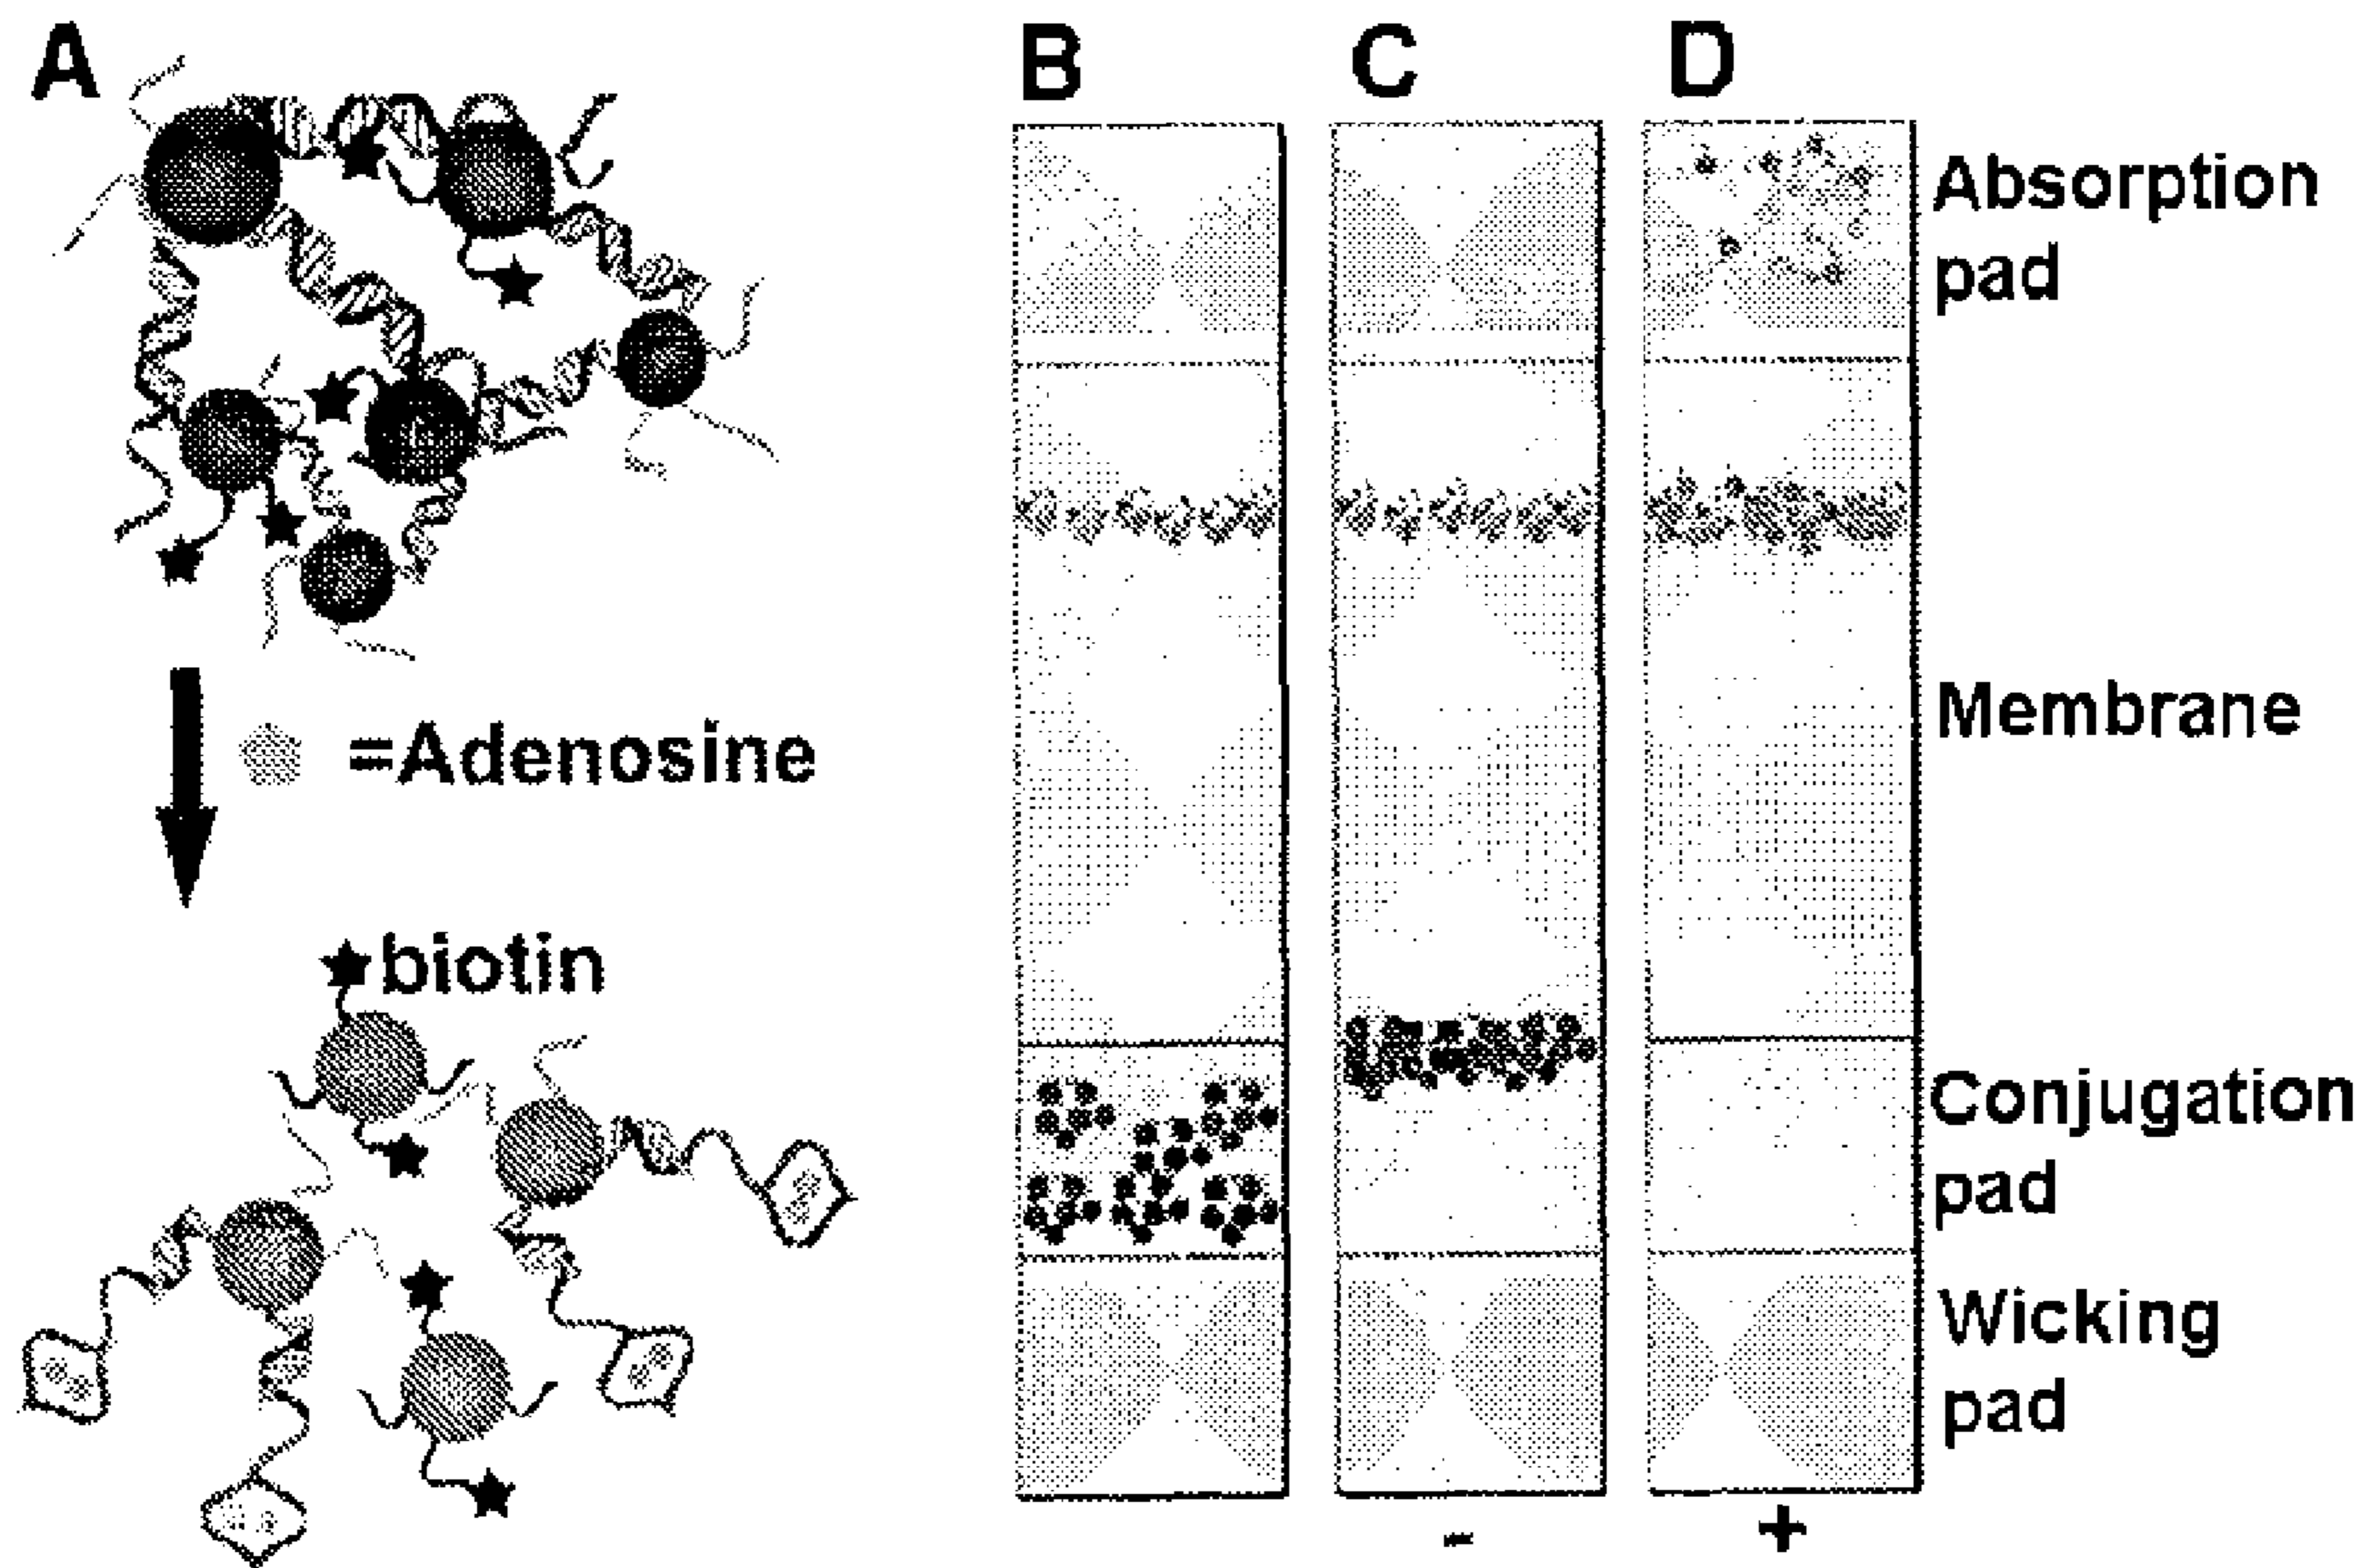 A
B
C
D
=Adenosine
biotin
Absorption
pad
Membrane
Conjugation
pad
Wicking
pad
-
+